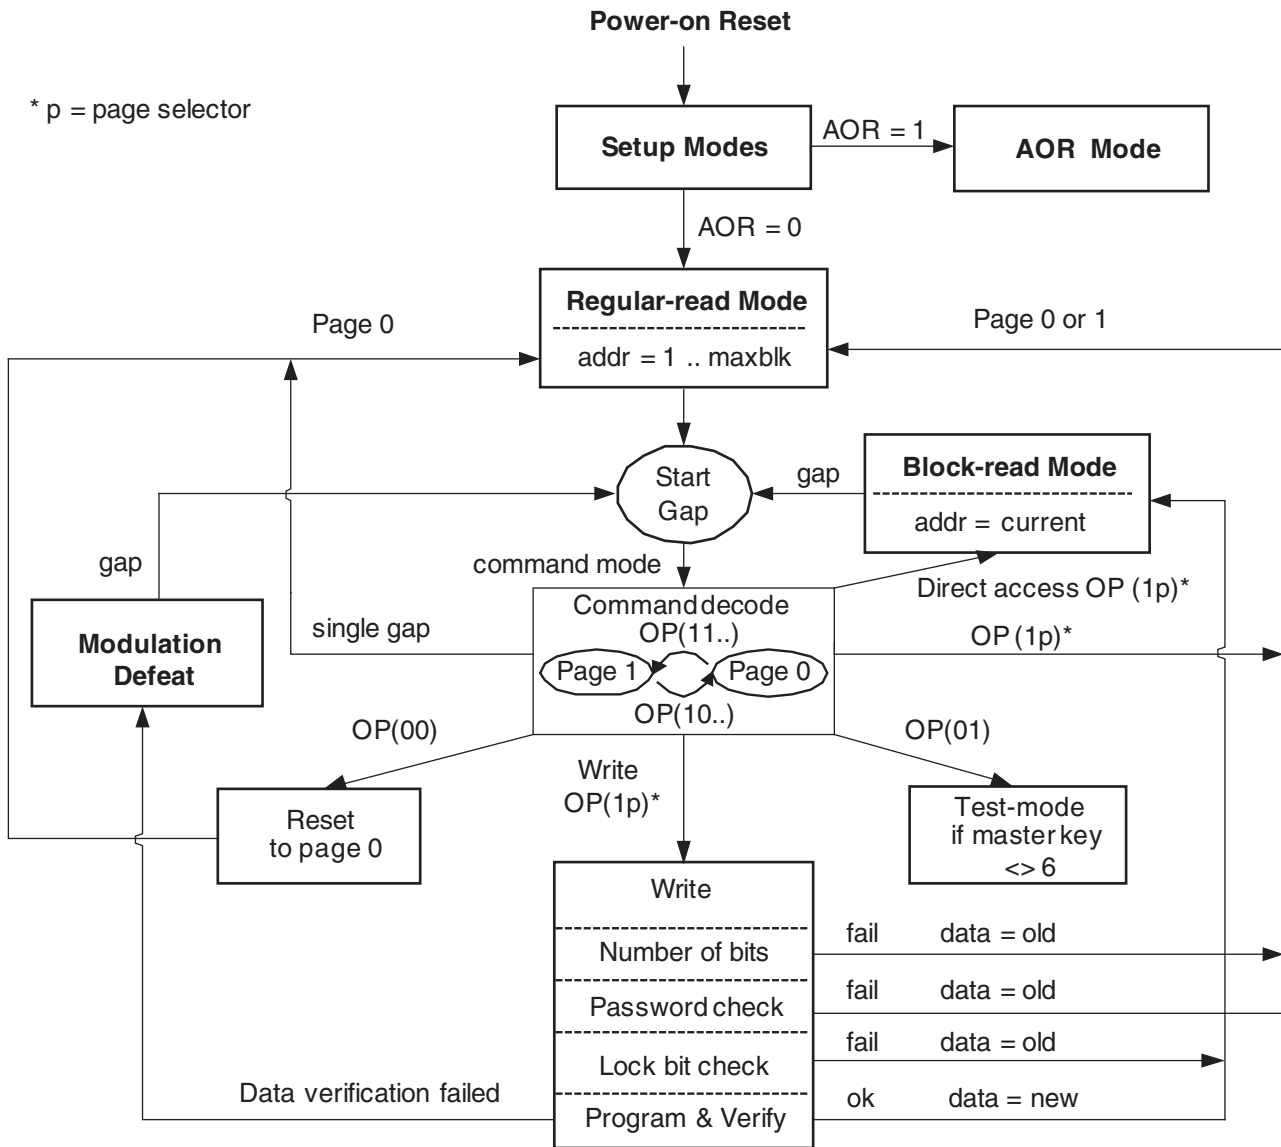 Power-on Reset
* p = page selector
Setup Modes
AOR = 1
AOR Mode
AOR = 0
Regular-read Mode
addr = 1 .. maxblk
Page 0
Page 0 or 1
Start
Gap
gap
Block-read Mode
addr = current
gap
command mode
Direct access OP (1p)*
Modulation
Defeat
single gap
Command decode
OP(11..)
Page 1
Page 0
OP(10..)
OP (1p)*
OP(00)
Write
OP(1p)*
OP(01)
Reset
to page 0
Test-mode
if master key
<> 6
Write
Number of bits
fail data = old
Password check
fail data = old
Lock bit check
fail data = old
Data verification failed
Program & Verify
ok data = new